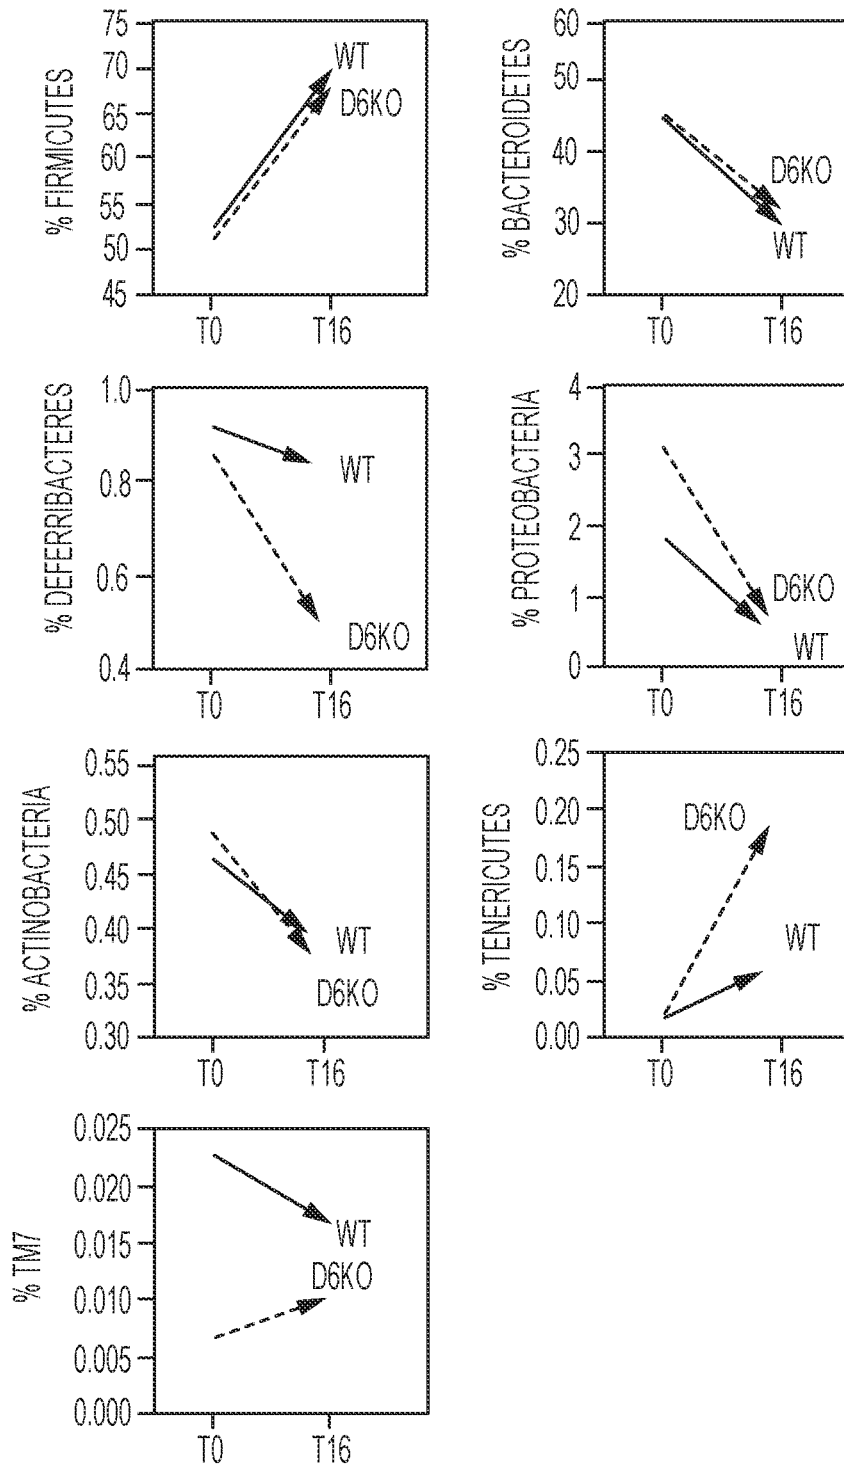 % FIRMICUTES
75
70
65
60
55
50
45
WT
D6KO
T0 T16
% BACTEROIDETES
60
50
40
30
20
D6KO
WT
T0 T16
% DEFERRIBACTERES
1.0
0.8
0.6
0.4
WT
D6KO
T0 T16
% PROTEOBACTERIA
4
3
2
1
0
D6KO
WT
T0 T16
% ACTINOBACTERIA
0.55
0.50
0.45
0.40
0.35
0.30
WT
D6KO
T0 T16
% TENERICUTES
0.25
0.20
0.15
0.10
0.05
0.00
D6KO
WT
T0 T16
% TM7
0.025
0.020
0.015
0.010
0.005
0.000
WT
D6KO
T0 T16